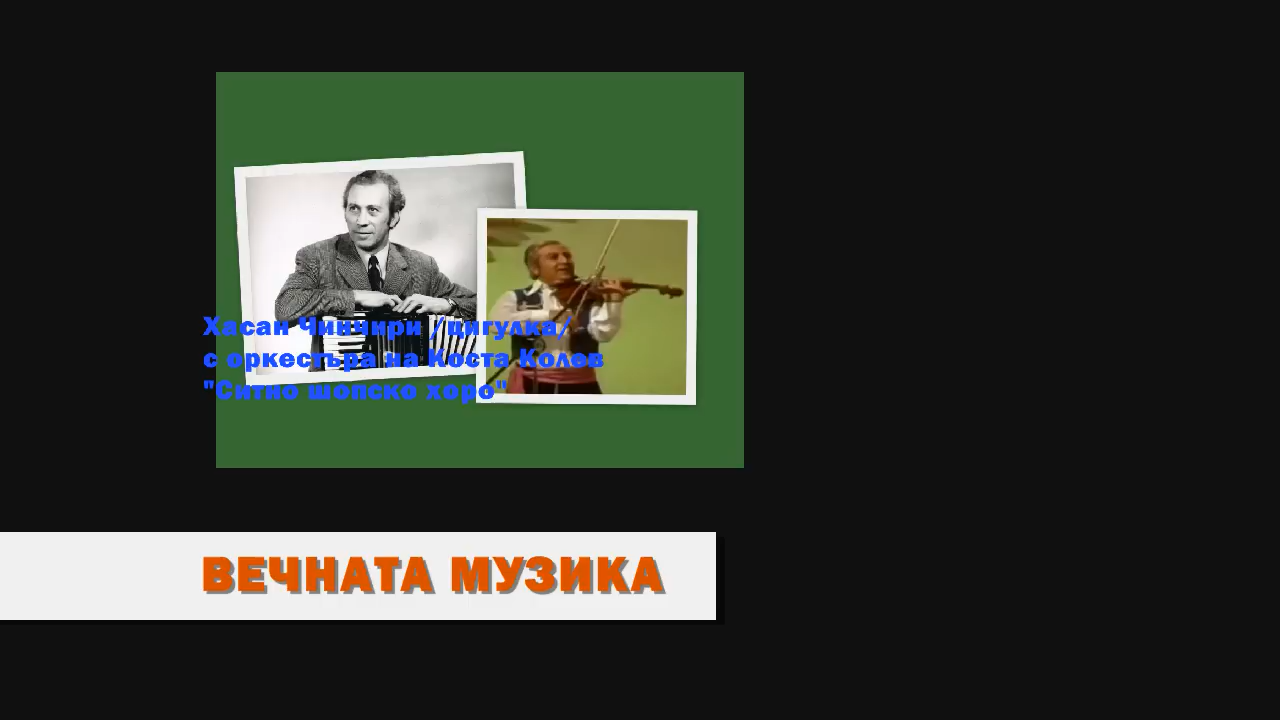 Хасан Чинчири /цигулка/
с оркестъра на Коста Колев
"Ситно шопско хоро"
ВЕЧНАТА МУЗИКА